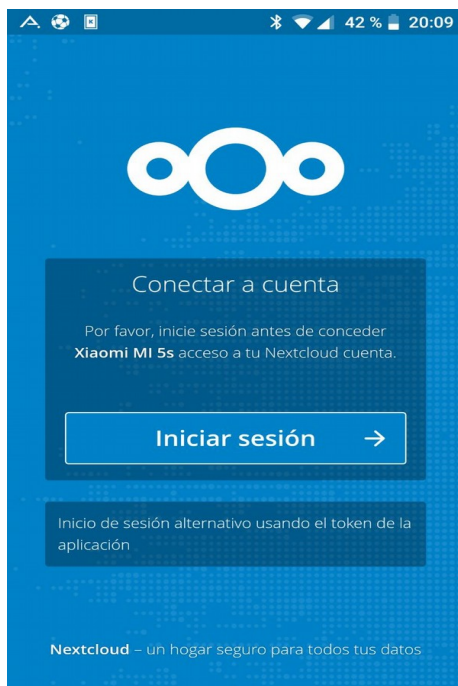 42 % 20:09
Conectar a cuenta
Por favor, inicie sesión antes de conceder
Xiaomi MI 5s acceso a tu Nextcloud cuenta.
Iniciar sesión →
Inicio de sesión alternativo usando el token de la
aplicación
Nextcloud – un hogar seguro para todos tus datos